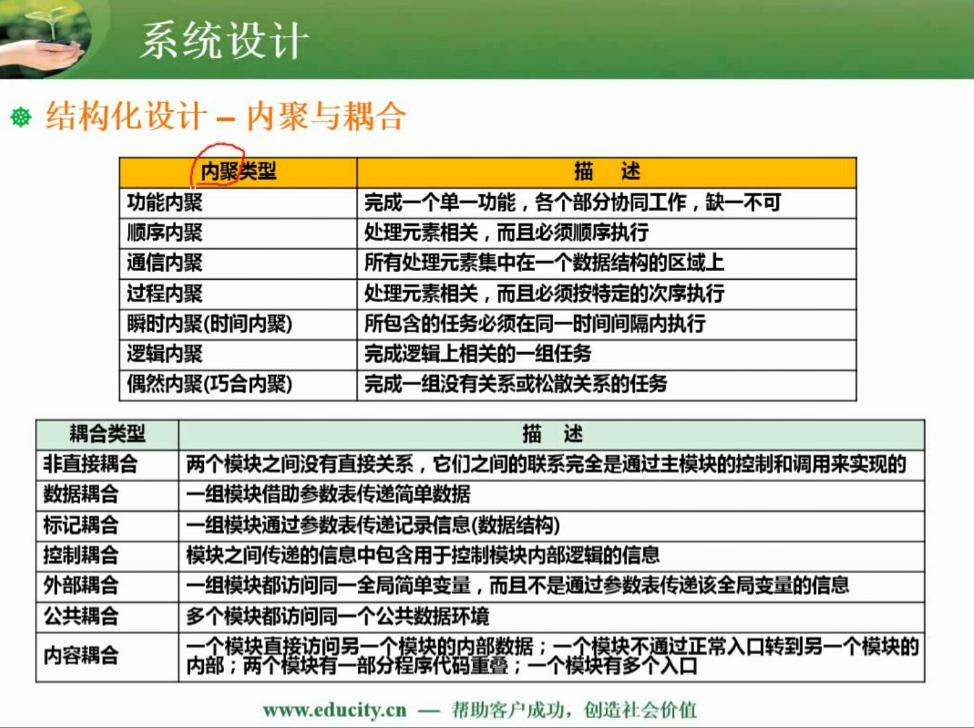 系统设计
结构化设计 – 内聚与耦合
内聚类型 描 述
功能内聚 完成一个单一功能，各个部分协同工作，缺一不可
顺序内聚 处理元素相关，而且必须顺序执行
通信内聚 所有处理元素集中在一个数据结构的区域上
过程内聚 处理元素相关，而且必须按特定的次序执行
瞬时内聚(时间内聚) 所包含的任务必须在同一时间间隔内执行
逻辑内聚 完成逻辑上相关的一组任务
偶然内聚(巧合内聚) 完成一组没有关系或松散关系的任务
耦合类型 描 述
非直接耦合 两个模块之间没有直接关系，它们之间的联系完全是通过主模块的控制和调用来实现的
数据耦合 一组模块借助参数表传递简单数据
标记耦合 一组模块通过参数表传递记录信息(数据结构)
控制耦合 模块之间传递的信息中包含用于控制模块内部逻辑的信息
外部耦合 一组模块都访问同一全局简单变量，而且不是通过参数表传递该全局变量的信息
公共耦合 多个模块都访问同一个公共数据环境
内容耦合 一个模块直接访问另一个模块的内部数据；一个模块不通过正常入口转到另一个模块的
内部；两个模块有一部分程序代码重叠；一个模块有多个入口
www.educity.cn — 帮助客户成功，创造社会价值